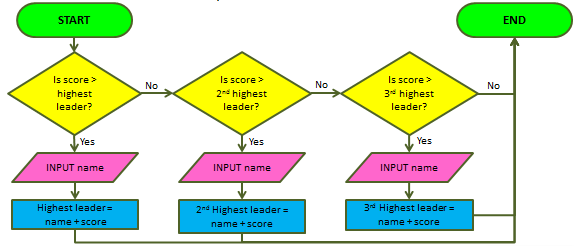 START
END
Is score >
highest
leader?
No
Is score >
2nd highest
leader?
No
Is score >
3rd highest
leader?
No
Yes
Yes
Yes
INPUT name
INPUT name
INPUT name
Highest leader=
name + score
2nd Highest leader =
name + score
3rd Highest leader =
name + score